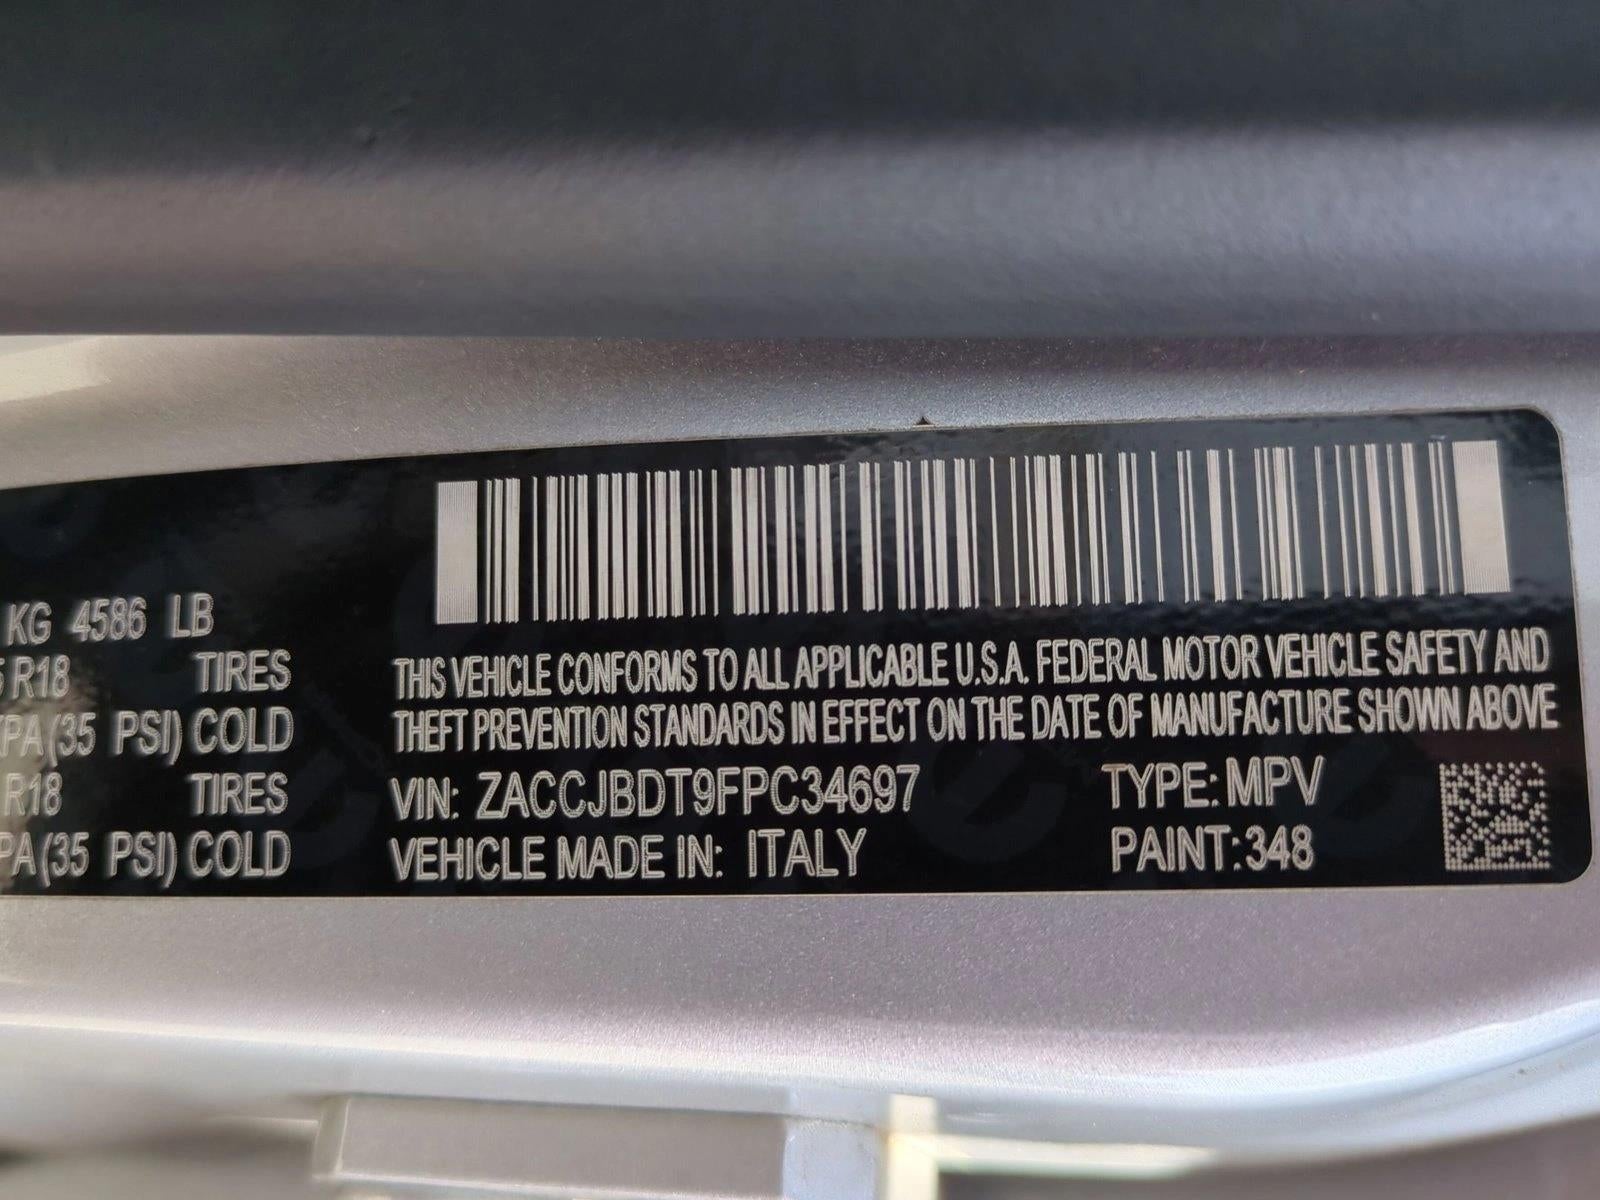 KG 4586 LB
R18 TIRES
PA (35 PSI) COLD
R18 TIRES
PA (35 PSI) COLD
THIS VEHICLE CONFORMS TO ALL APPLICABLE U.S.A. FEDERAL MOTOR VEHICLE SAFETY AND
THEFT PREVENTION STANDARDS IN EFFECT ON THE DATE OF MANUFACTURE SHOWN ABOVE
VIN: ZACCJBDT9FPC34697 TYPE: MPV
VEHICLE MADE IN: ITALY PAINT: 348